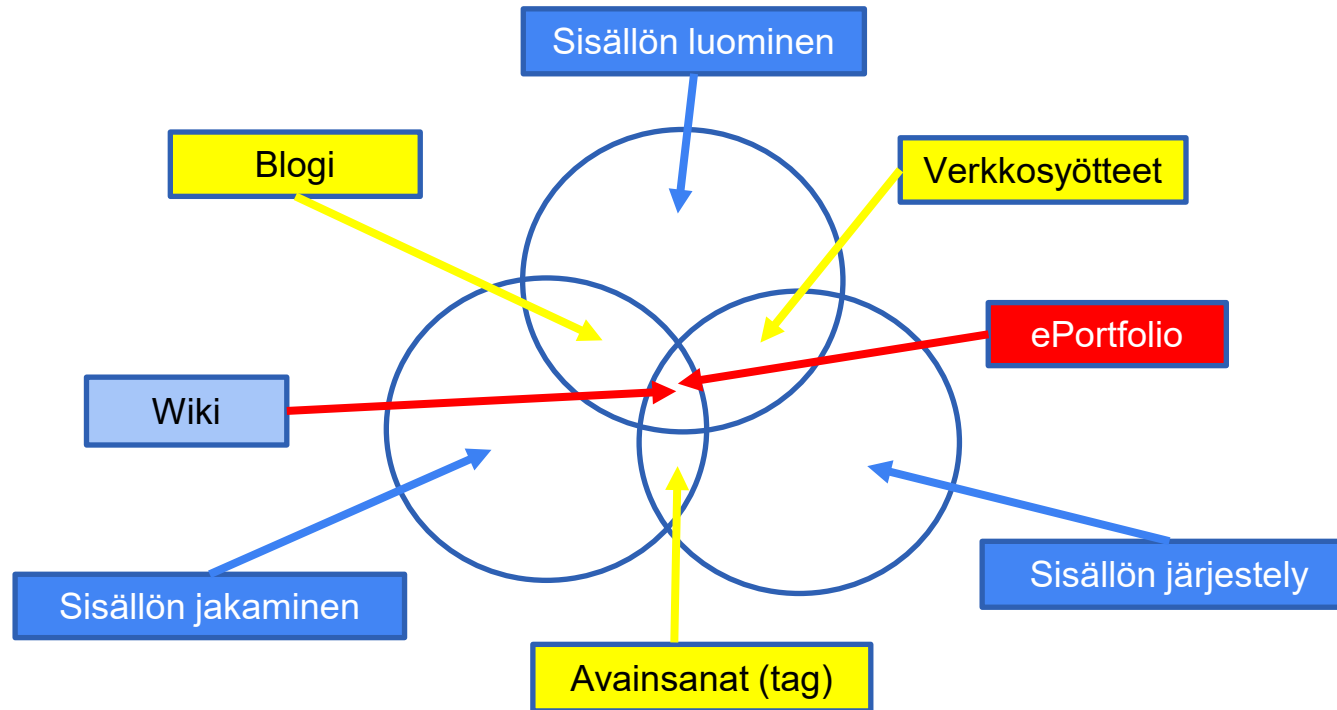 Sisällön luominen
Blogi
Verkkosyötteet
ePortfolio
Wiki
Sisällön järjestely
Sisällön jakaminen
Avainsanat (tag)